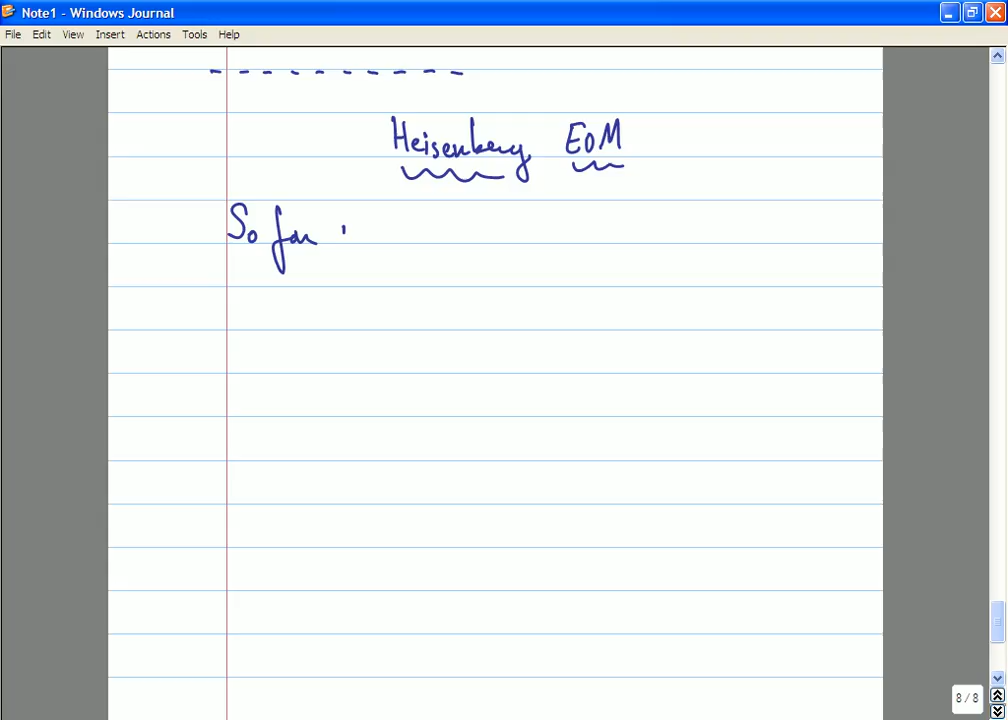 Note1 - Windows Journal
File Edit View Insert Actions Tools Help
Heisenberg EOM
So far
8/8